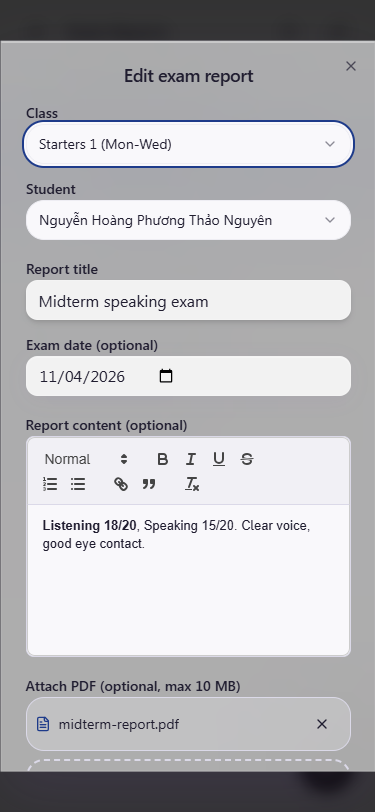 Edit exam report
Class
Starters 1 (Mon-Wed)
Student
Nguyễn Hoàng Phương Thảo Nguyên
Report title
Midterm speaking exam
Exam date (optional)
11/04/2026
Report content (optional)
Normal B I U S
Listening 18/20, Speaking 15/20. Clear voice,
good eye contact.
Attach PDF (optional, max 10 MB)
midterm-report.pdf